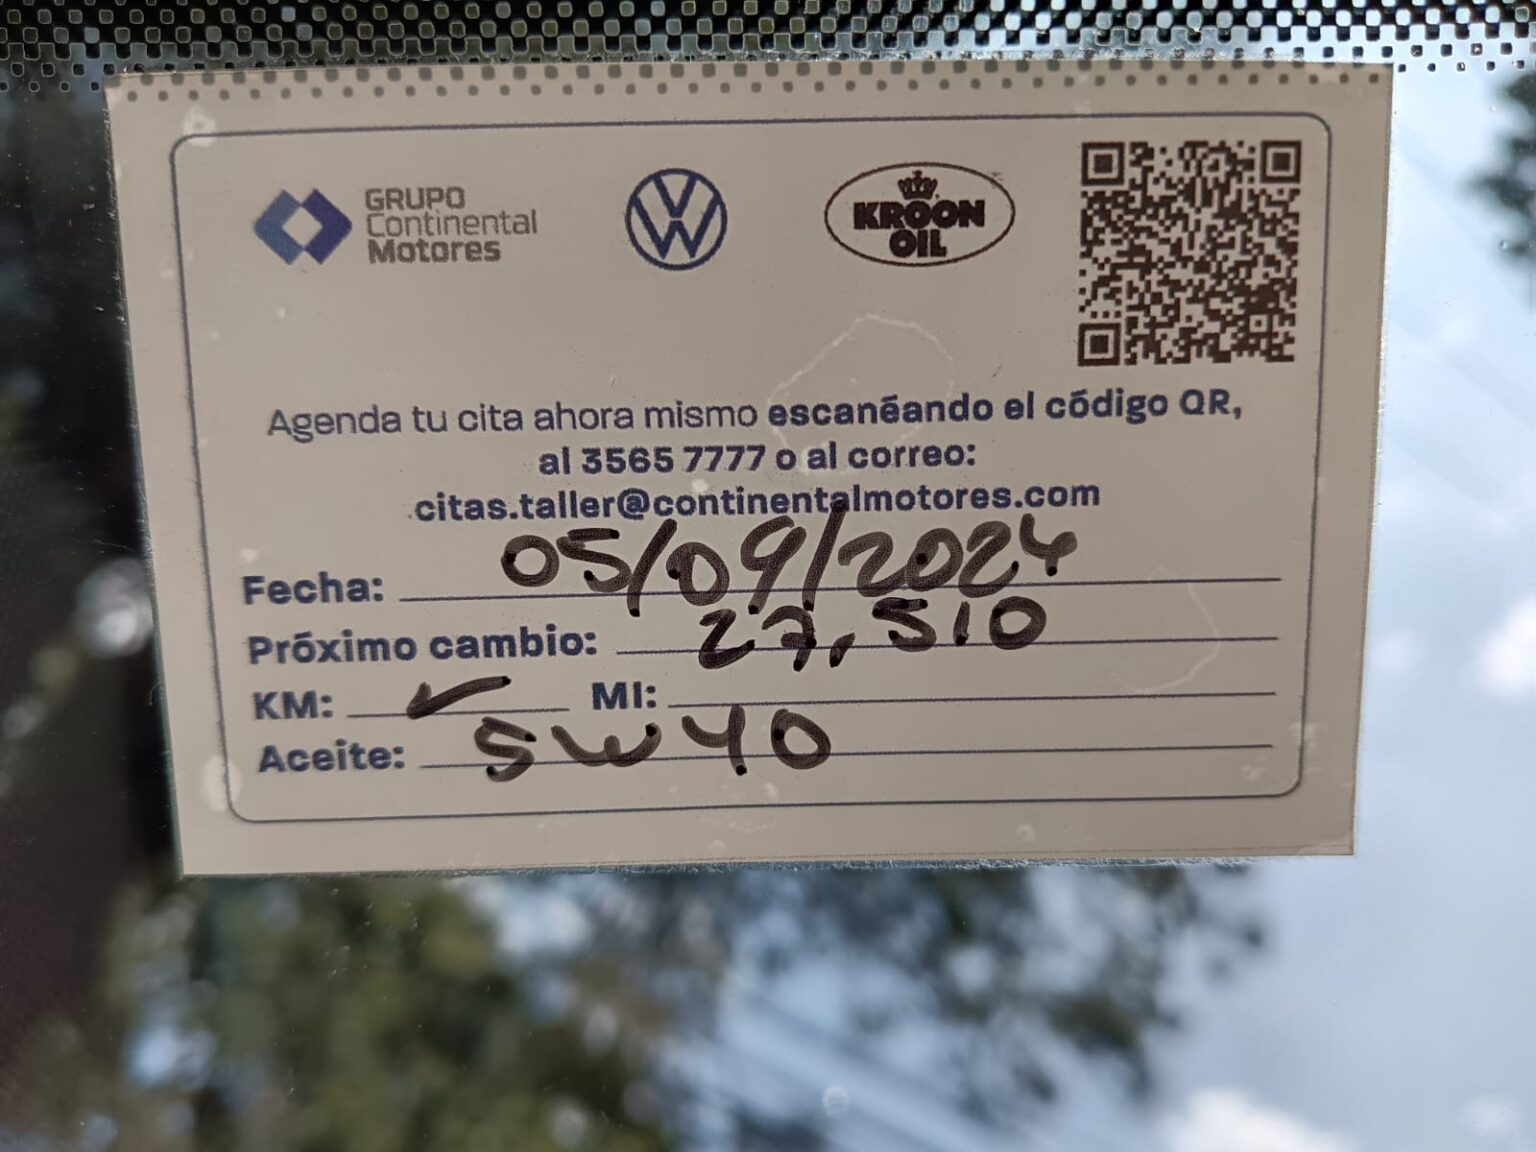 GRUPO
Continental
Motores
KROON
OIL
Agenda tu cita ahora mismo escanéando el código QR,
al 3565 7777 o al correo:
citas.taller@continentalmotores.com
Fecha: 05/09/2024
Próximo cambio: 27,510
KM: ✓ MI:
Aceite: 5W40